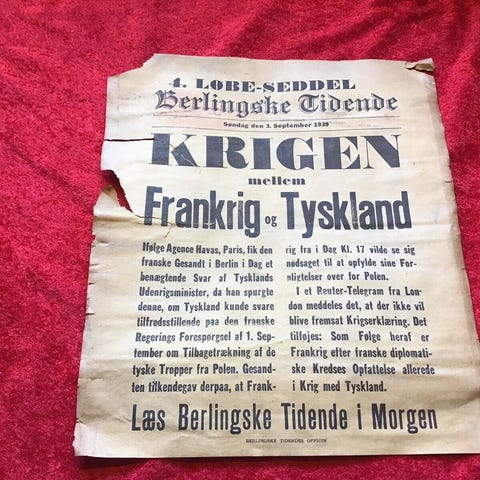 4. LØBE-SEDDEL
Berlingske Tidende
Søndag den 3. September 1939
KRIGEN
mellem
Frankrig og Tyskland
Ifølge Agence Havas, Paris, fik den
franske Gesandt i Berlin i Dag et
benægtende Svar af Tysklands
Udenrigsminister, da han spurgte
denne, om Tyskland kunde svare
tilfredsstillende paa den franske
Regerings Forespørgsel af 1. Sep-
tember om Tilbagetrækning af de
tyske Tropper fra Polen. Gesand-
ten tilkendegav derpaa, at Frank-
rig fra i Dag Kl. 17 vilde se sig
nødsaget til at opfylde sine For-
pligtelser over for Polen.
I et Reuter-Telegram fra Lon-
don meddeles det, at der ikke vil
blive fremsat Krigserklæring. Det
tilføjes: Som Følge heraf er
Frankrig efter franske diplomati-
ske Kredses Opfattelse allerede
i Krig med Tyskland.
Læs Berlingske Tidende i Morgen
BERLINGSKE TIDENDES OFFICIN